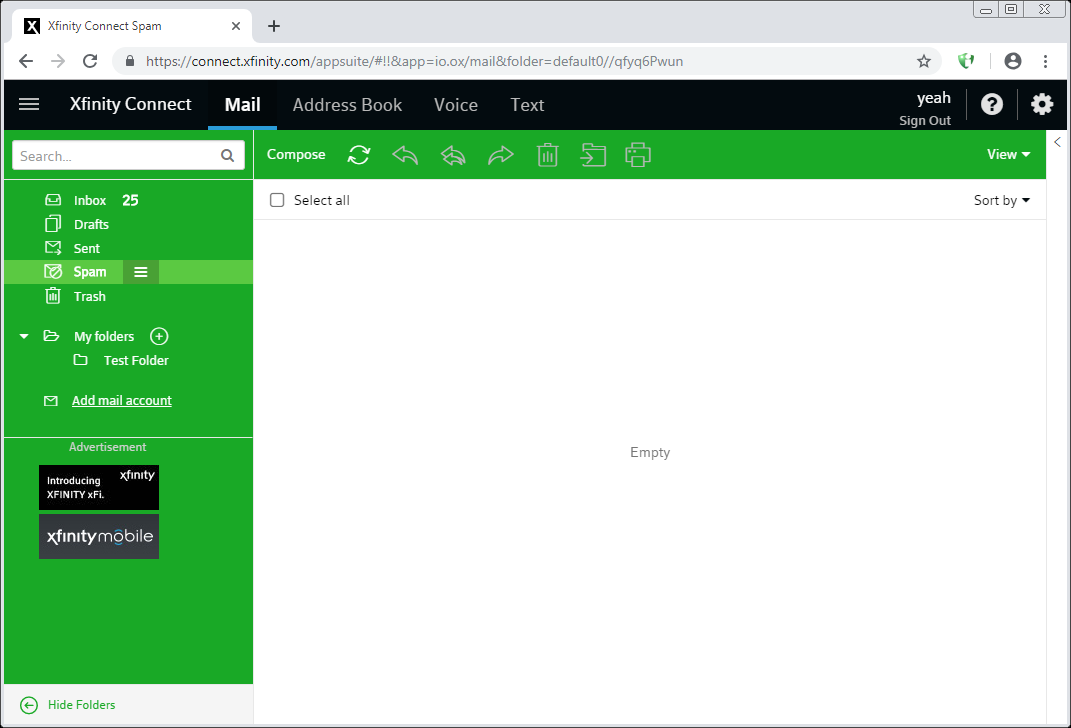 Xfinity Connect Spam
https://connect.xfinity.com/appsuite/#!!&app=io.ox/mail&folder=default0//qfyq6Pwun
Xfinity Connect Mail Address Book Voice Text yeah
Sign Out
Search... Compose View
Select all Sort by
Inbox 25
Drafts
Sent
Spam
Trash
My folders
Test Folder
Add mail account
Advertisement
Empty
xfinity
Introducing
XFINITY xFi.
xfinity mobile
Hide Folders